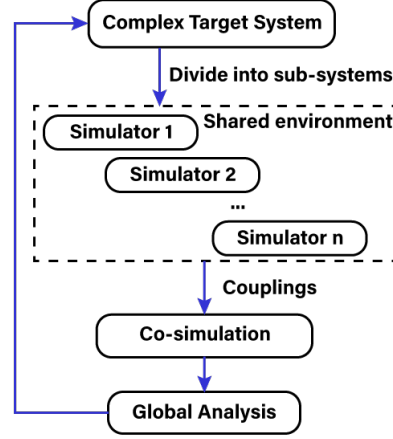 Complex Target System
Divide into sub-systems
Shared environment
Simulator 1
Simulator 2
...
Simulator n
Couplings
Co-simulation
Global Analysis